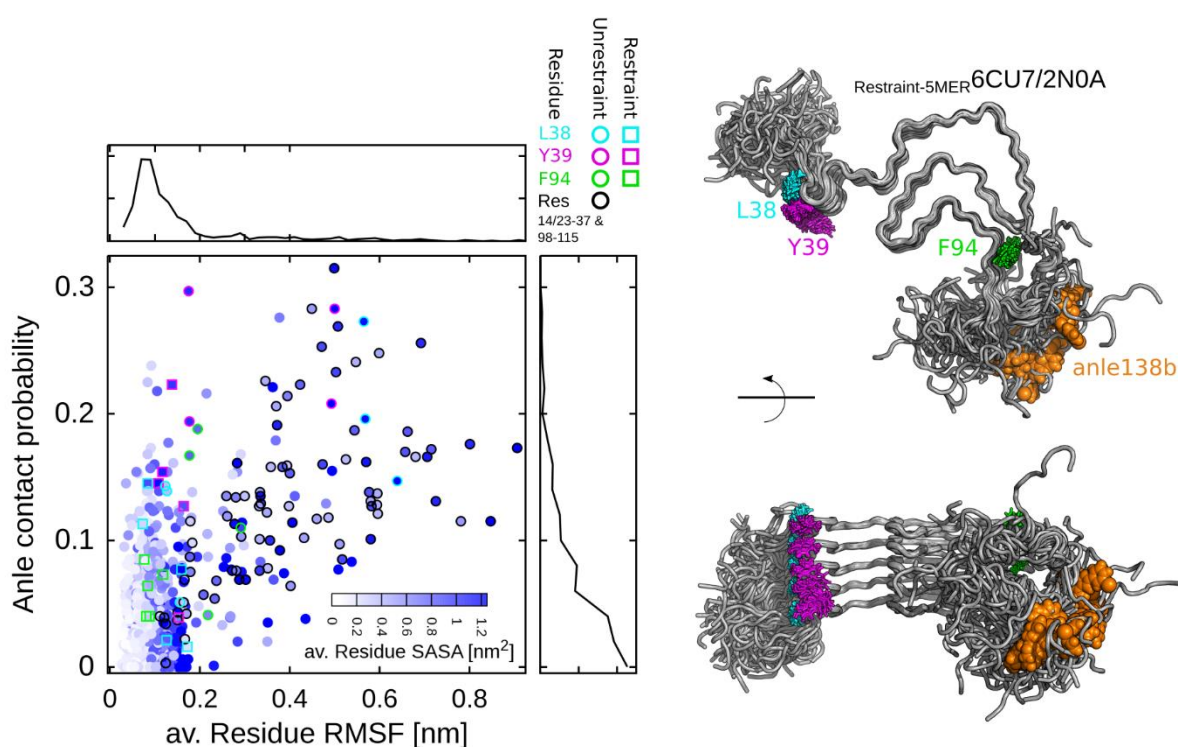 Residue
Unrestraint
Restraint
L38
Y39
F94
Res
14/23-37 &
98-115
Anle contact probability
0.3
0.2
0.1
0
0 0.2 0.4 0.6 0.8
av. Residue RMSF [nm]
0 0.2 0.4 0.6 0.8 1 1.2
av. Residue SASA [nm²]
Restraint-5MER6CU7/2N0A
L38
Y39
F94
anle138b